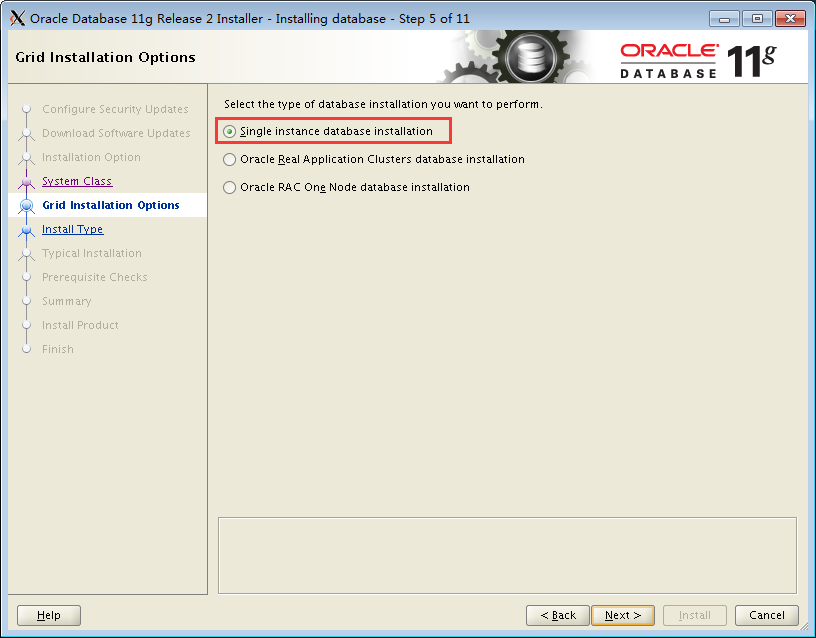 Oracle Database 11g Release 2 Installer - Installing database - Step 5 of 11
Grid Installation Options
ORACLE
DATABASE
11g
Configure Security Updates
Download Software Updates
Installation Option
System Class
Grid Installation Options
Install Type
Typical Installation
Prerequisite Checks
Summary
Install Product
Finish
Select the type of database installation you want to perform.
Single instance database installation
Oracle Real Application Clusters database installation
Oracle RAC One Node database installation
Help
< Back
Next >
Install
Cancel